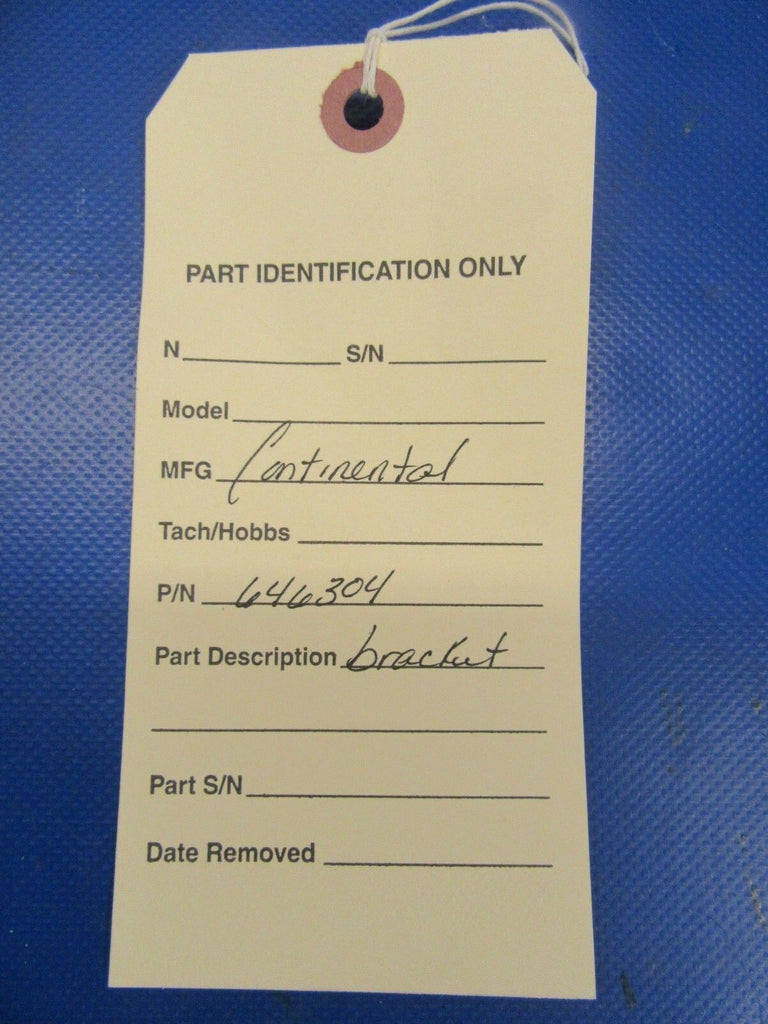 PART IDENTIFICATION ONLY
N S/N
Model
MFG Continental
Tach/Hobbs
P/N 646304
Part Description bracket
Part S/N
Date Removed